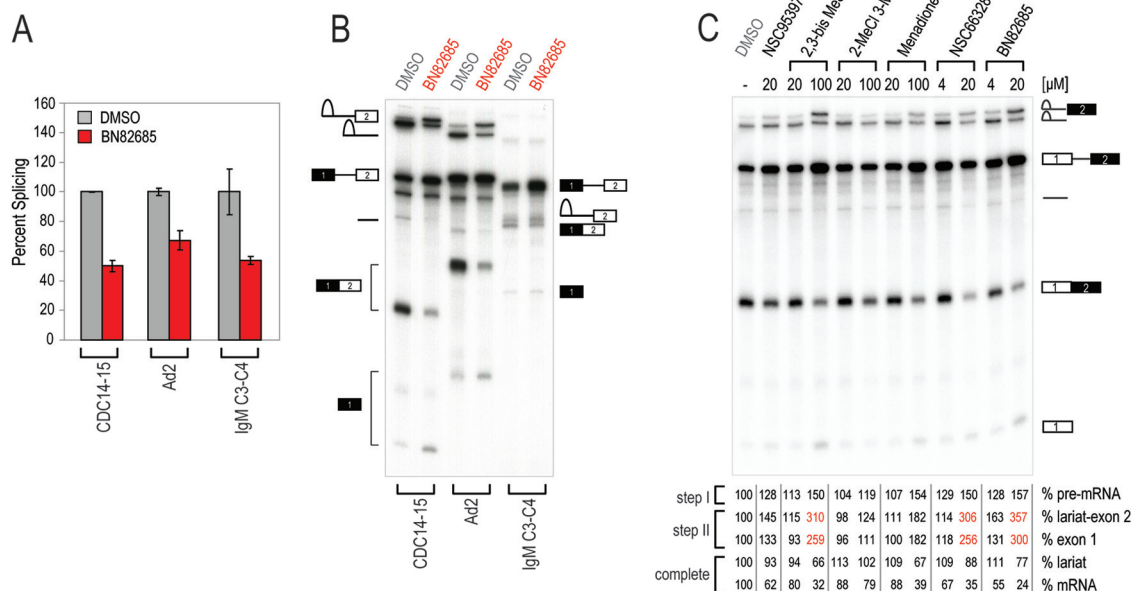 A
Percent Splicing
160
140
120
100
80
60
40
20
0
DMSO
BN82685
CDC14-15
Ad2
IgM C3-C4
B
DMSO
BN82685
DMSO
BN82685
DMSO
BN82685
2
1 2
1 2
1
1 2
2
1 2
1
CDC14-15
Ad2
IgM C3-C4
C
DMSO
NSC95397
2,3-bis
2-MeCl
Menadione
BN82685
- 20 20 100 20 100 20 100 4 20 4 20 [µM]
2
1 2
1 2
1
step I 100 128 113 150 104 119 107 154 129 150 128 157 % pre-mRNA
step II
100 145 115 310 98 124 111 182 114 306 163 357 % lariat-exon 2
100 133 93 259 96 111 100 182 118 256 131 300 % exon 1
complete
100 93 94 66 113 102 109 67 109 88 111 77 % lariat
100 62 80 32 88 79 88 39 67 35 55 24 % mRNA